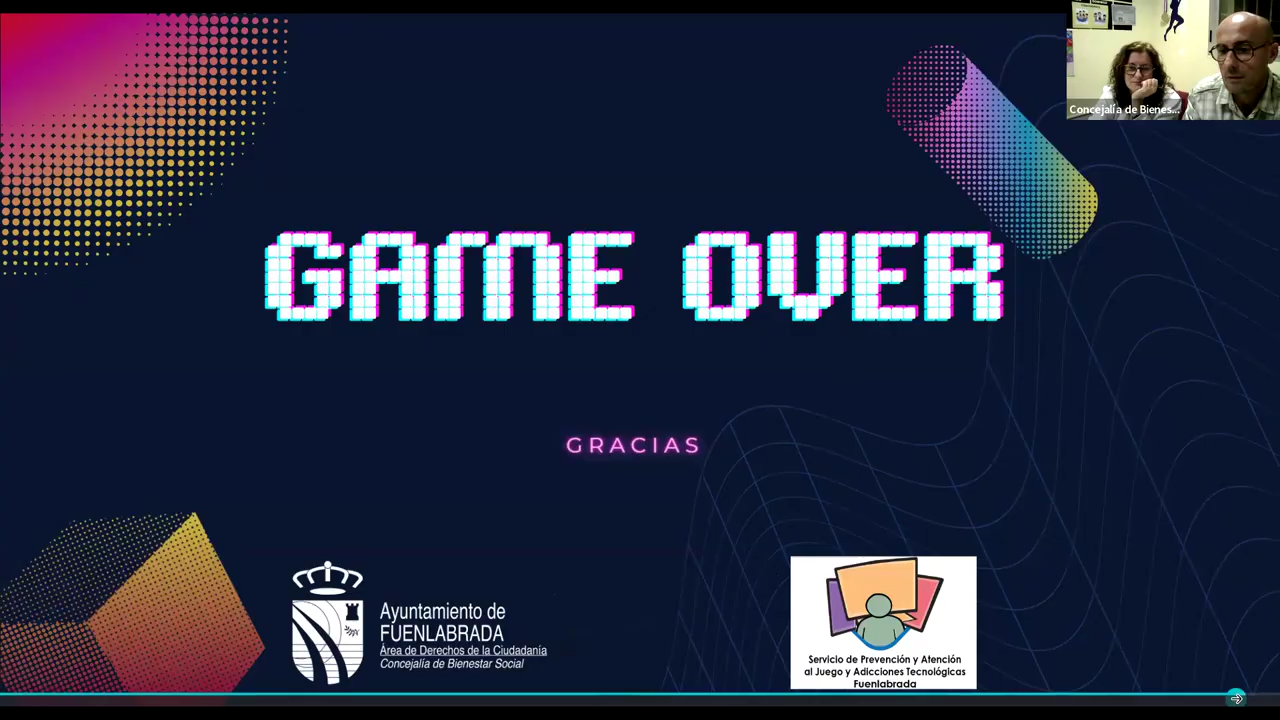 Concejalía de Bienes...
GAME OVER
GRACIAS
Ayuntamiento de
FUENLABRADA
Área de Derechos de la Ciudadanía
Concejalía de Bienestar Social
Servicio de Prevención y Atención
al Juego y Adicciones Tecnológicas
Fuenlabrada